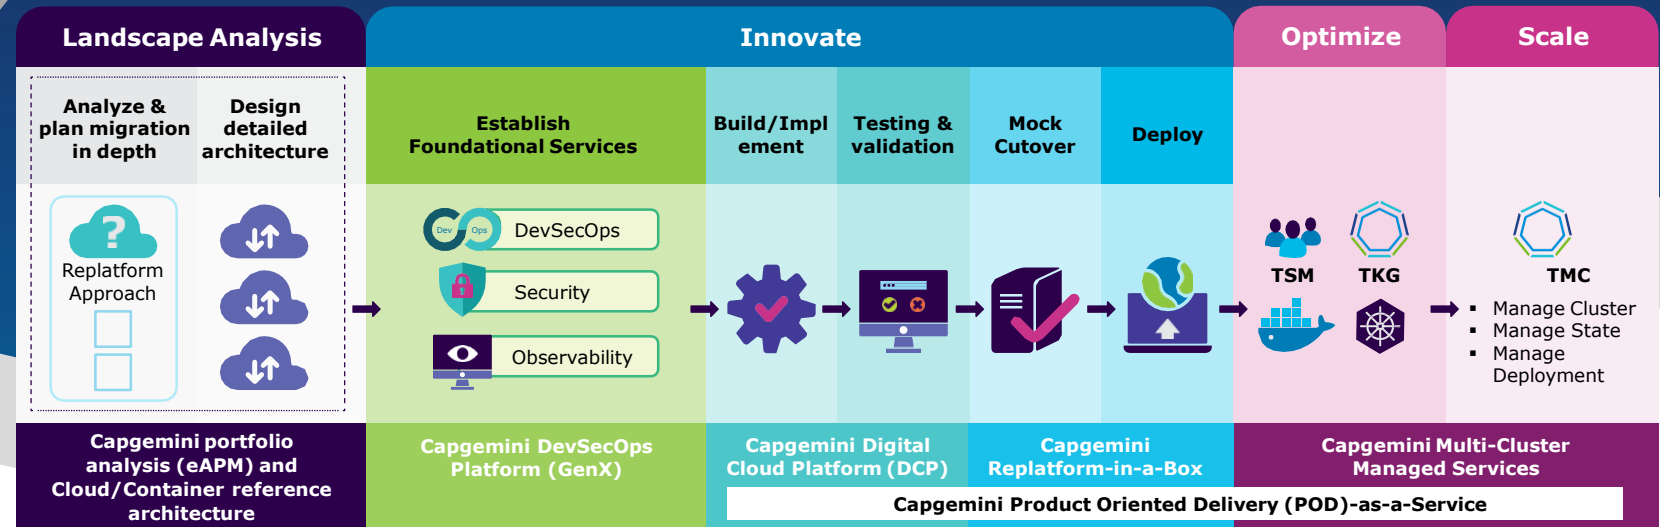 Landscape Analysis
Innovate
Optimize
Scale
Analyze &
plan migration
in depth
Design
detailed
architecture
Establish
Foundational Services
Build/Impl
ement
Testing &
validation
Mock
Cutover
Deploy
?
Replatform
Approach
Dev
Ops
DevSecOps
Security
Observability
TSM
TKG
TMC
▪ Manage Cluster
▪ Manage State
▪ Manage
Deployment
Capgemini portfolio
analysis (eAPM) and
Cloud/Container reference
architecture
Capgemini DevSecOps
Platform (GenX)
Capgemini Digital
Cloud Platform (DCP)
Capgemini
Replatform-in-a-Box
Capgemini Multi-Cluster
Managed Services
Capgemini Product Oriented Delivery (POD)-as-a-Service